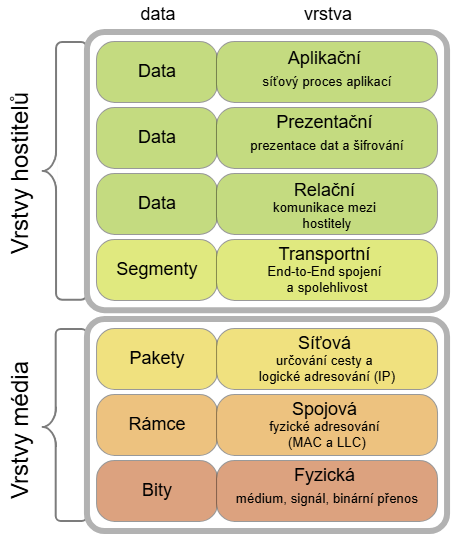 data vrstva
Vrstvy hostitelů
Data
Aplikační
síťový proces aplikací
Data
Prezentační
prezentace dat a šifrování
Data
Relační
komunikace mezi
hostitely
Segmenty
Transportní
End-to-End spojení
a spolehlivost
Vrstvy média
Pakety
Síťová
určování cesty a
logické adresování (IP)
Rámce
Spojová
fyzické adresování
(MAC a LLC)
Bity
Fyzická
médium, signál, binární přenos